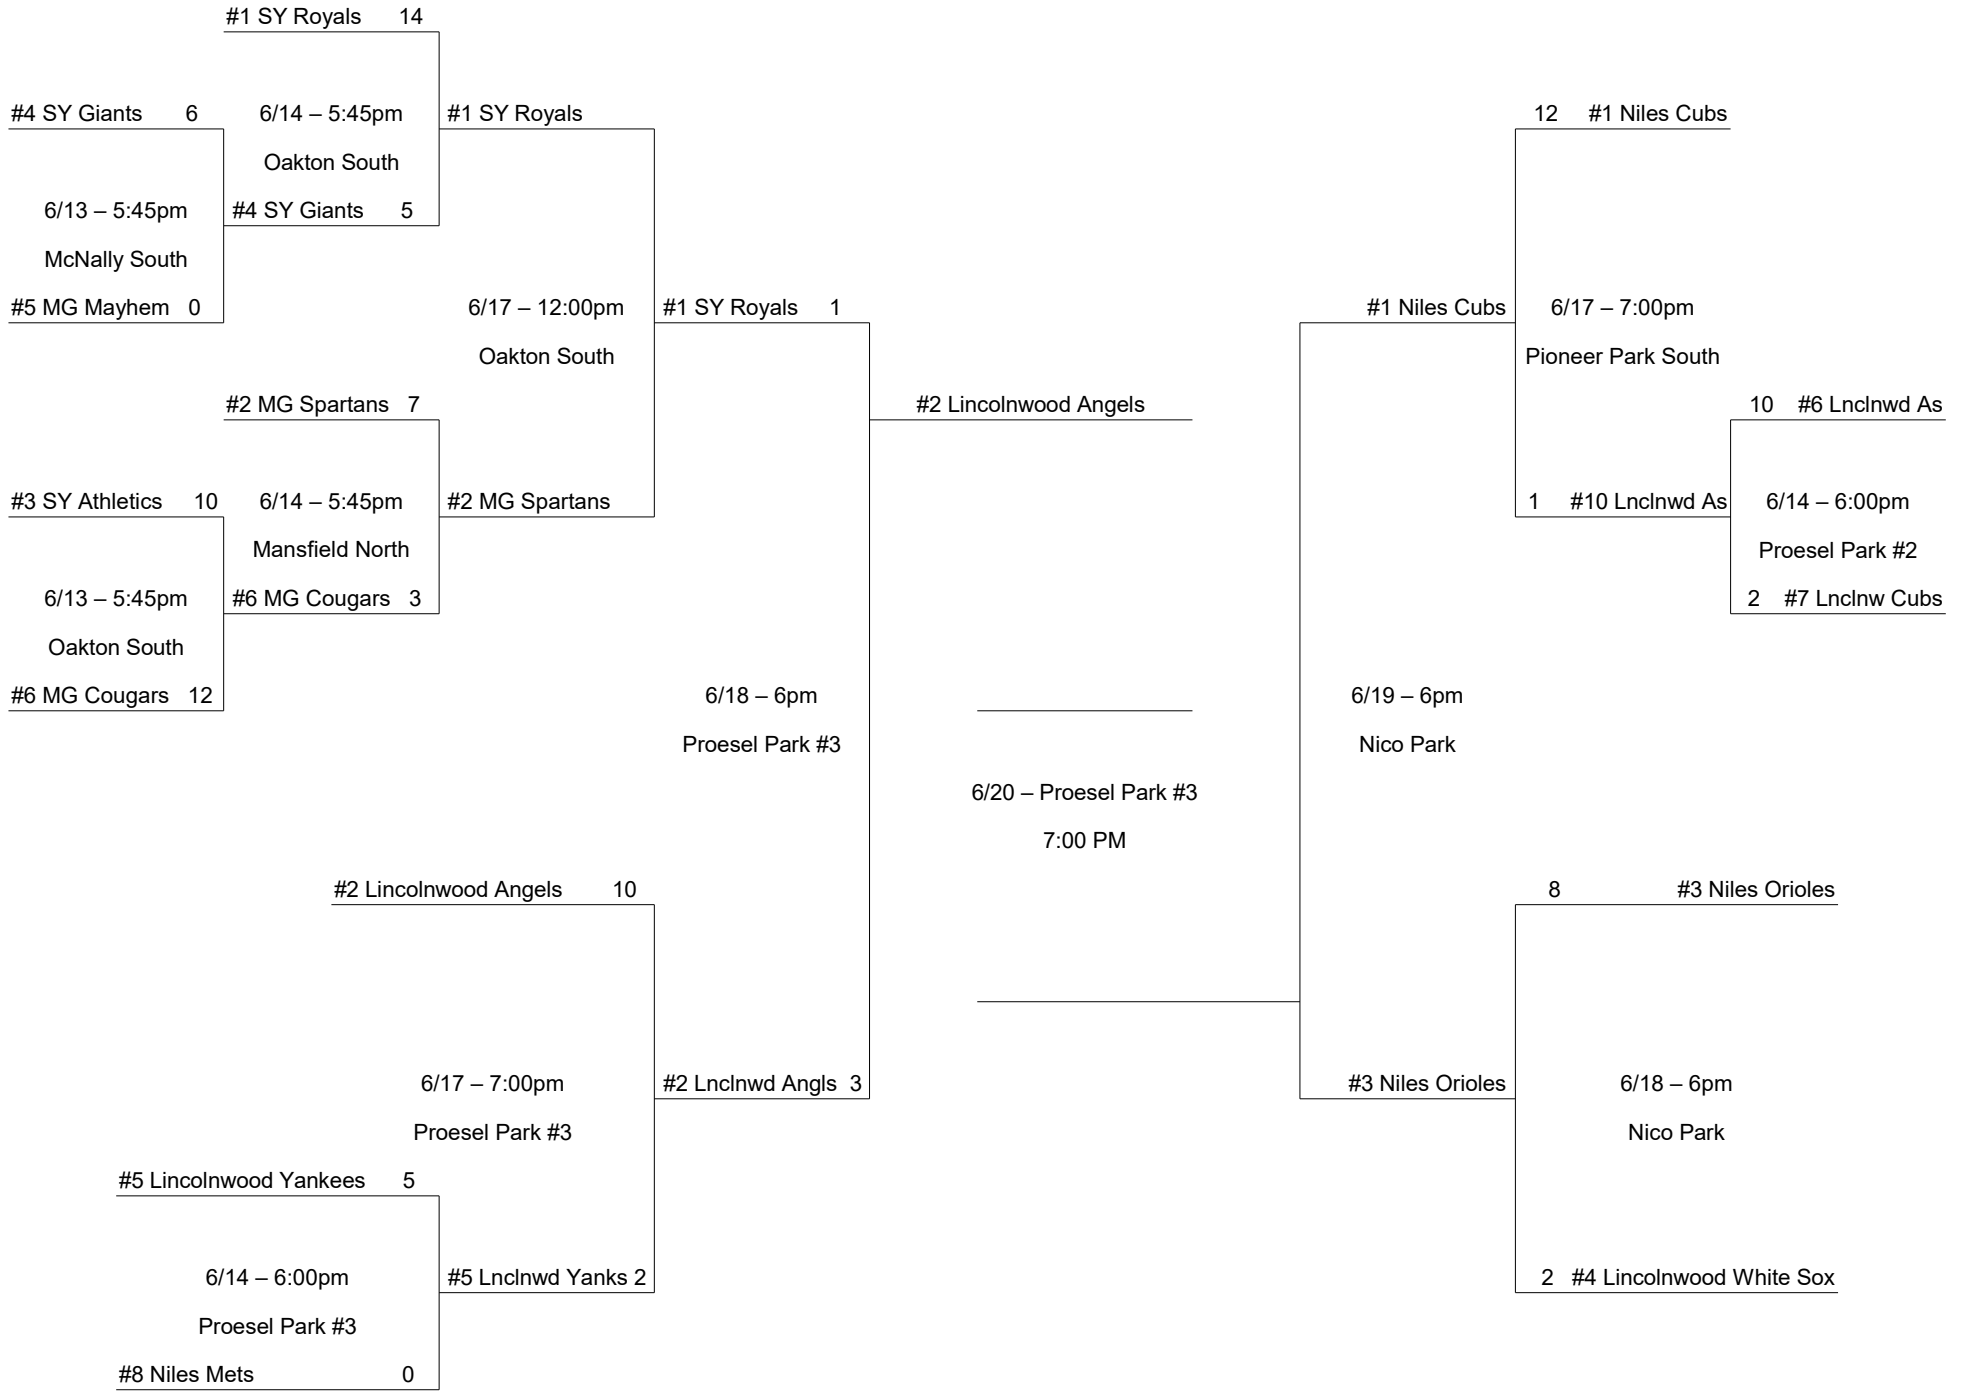 #1 SY Royals 14
#4 SY Giants 6
6/14 – 5:45pm
#1 SY Royals
12 #1 Niles Cubs
Oakton South
6/13 – 5:45pm
#4 SY Giants 5
McNally South
#5 MG Mayhem 0
6/17 – 12:00pm
#1 SY Royals 1
#1 Niles Cubs
6/17 – 7:00pm
Oakton South
Pioneer Park South
#2 MG Spartans 7
#2 Lincolnwood Angels
10 #6 Lnclnwd As
#3 SY Athletics 10
6/14 – 5:45pm
#2 MG Spartans
1 #10 Lnclnwd As
6/14 – 6:00pm
Mansfield North
Proesel Park #2
6/13 – 5:45pm
#6 MG Cougars 3
2 #7 Lnclnw Cubs
Oakton South
#6 MG Cougars 12
6/18 – 6pm
6/19 – 6pm
Proesel Park #3
Nico Park
6/20 – Proesel Park #3
7:00 PM
#2 Lincolnwood Angels 10
8 #3 Niles Orioles
6/17 – 7:00pm
#2 Lnclnwd Angls 3
#3 Niles Orioles
6/18 – 6pm
Proesel Park #3
Nico Park
#5 Lincolnwood Yankees 5
6/14 – 6:00pm
#5 Lnclnwd Yanks 2
2 #4 Lincolnwood White Sox
Proesel Park #3
#8 Niles Mets 0